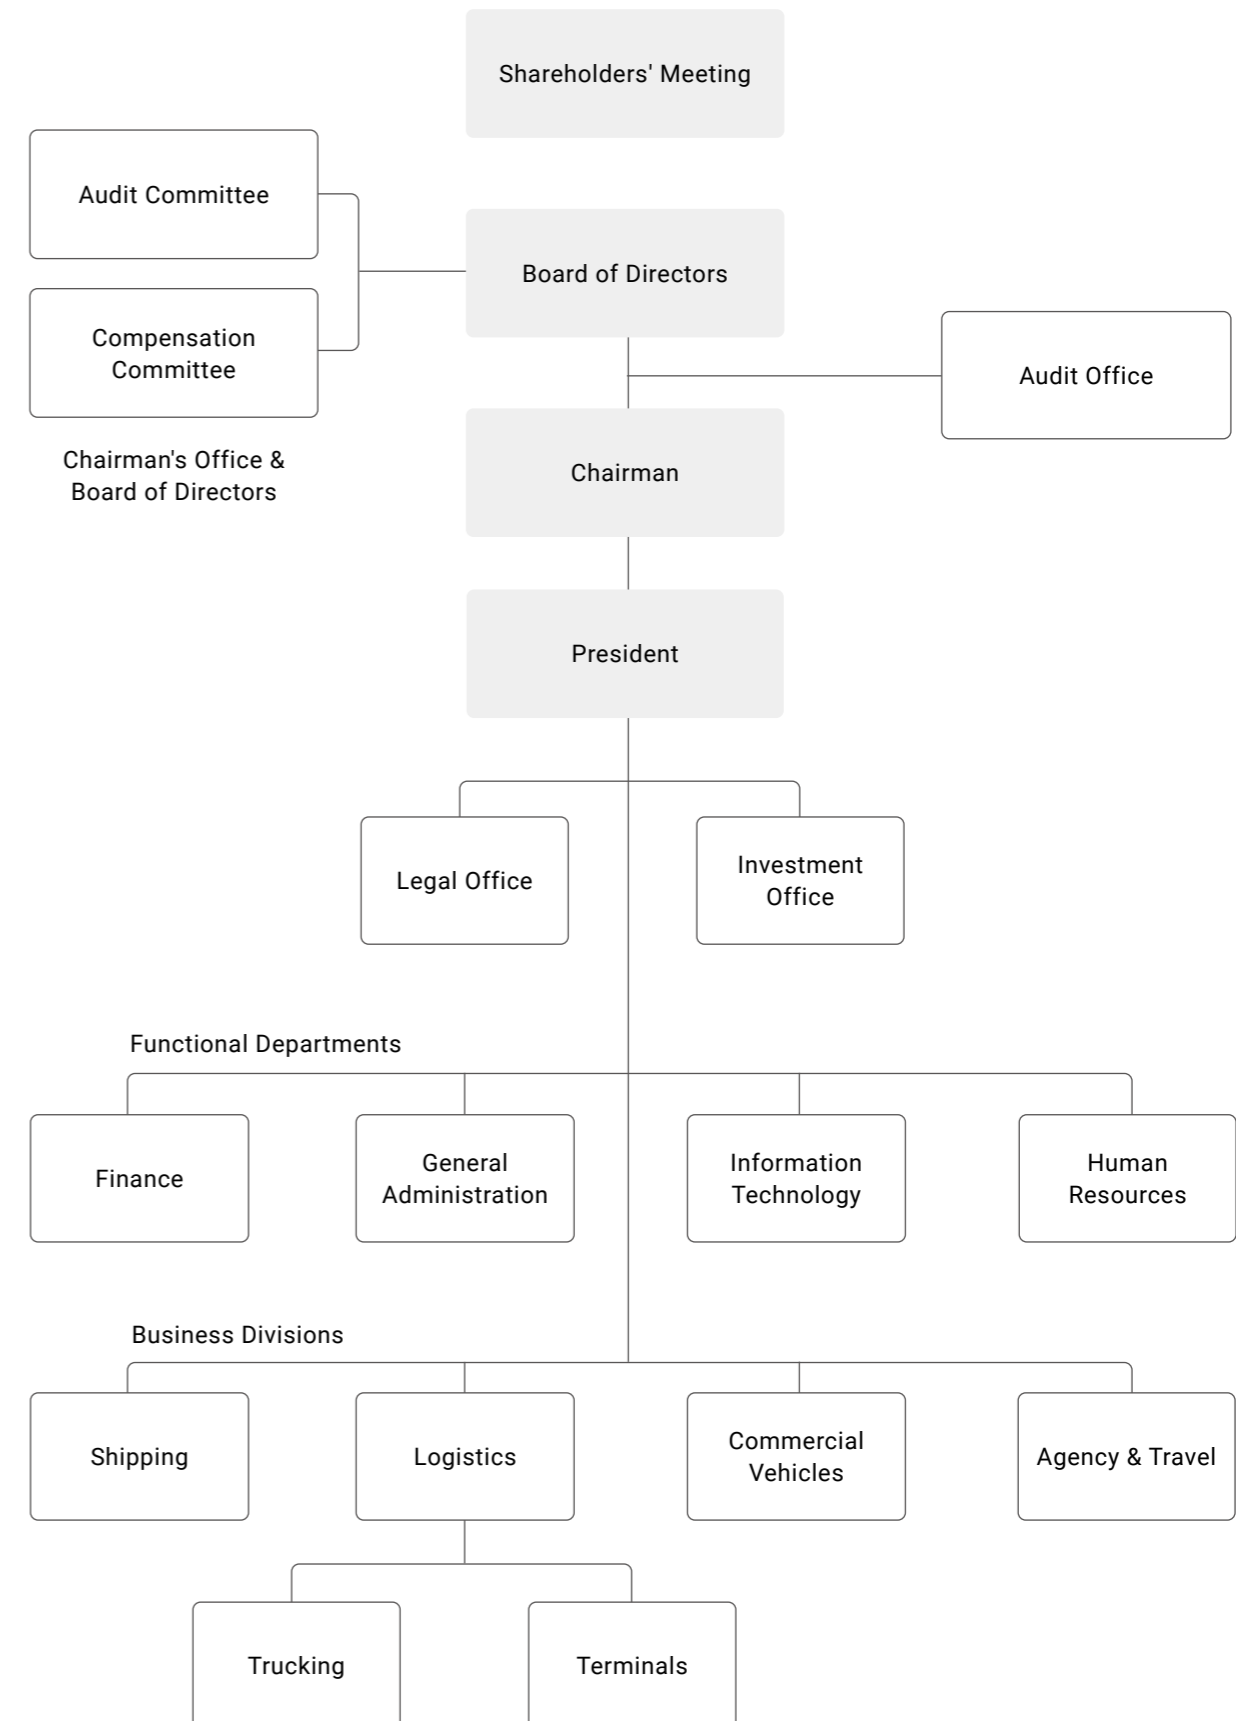 Shareholders' Meeting
Audit Committee
Board of Directors
Compensation
Committee
Audit Office
Chairman's Office &
Board of Directors
Chairman
President
Legal Office
Investment
Office
Functional Departments
Finance
General
Administration
Information
Technology
Human
Resources
Business Divisions
Shipping
Logistics
Commercial
Vehicles
Agency & Travel
Trucking
Terminals